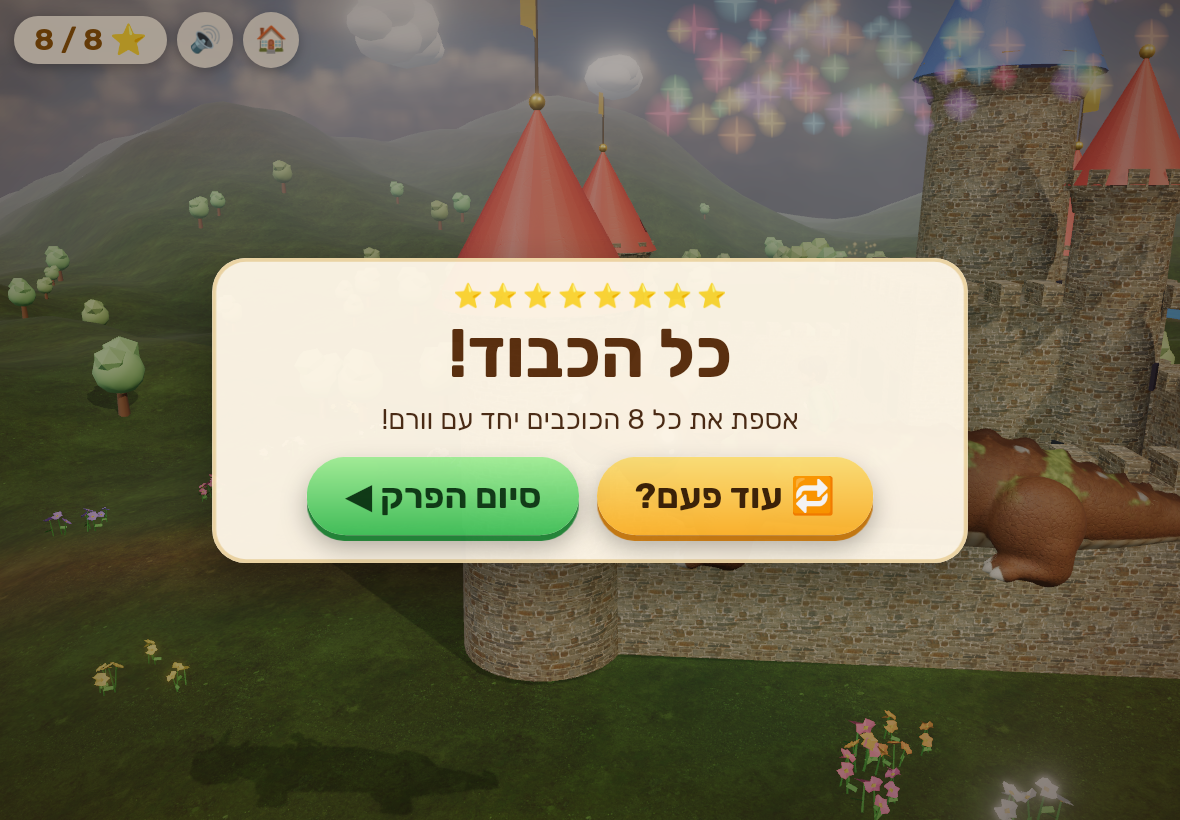 8 / 8 ⭐
כל הכבוד!
אספת את כל 8 הכוכבים יחד עם וורם!
🔁 עוד פעם?
סיום הפרק ◀